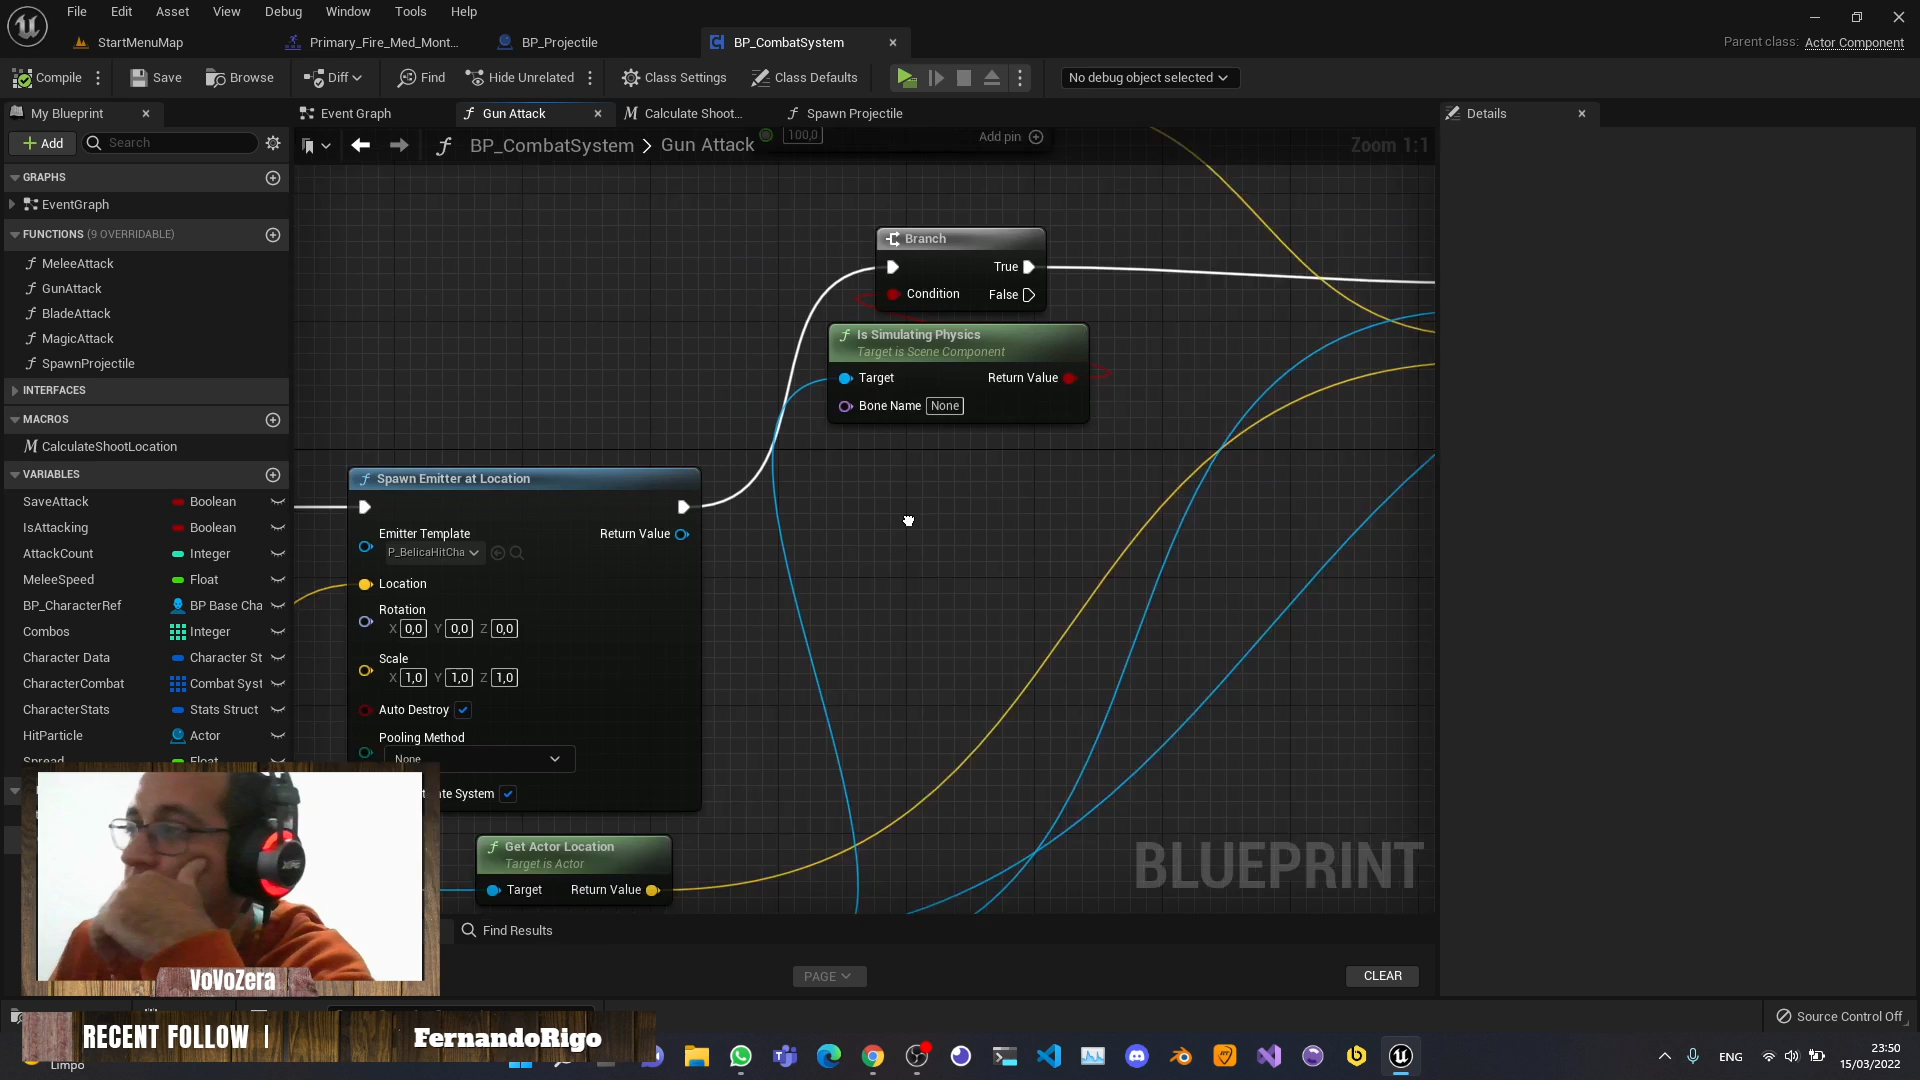 File Edit Asset View Debug Window Tools Help
StartMenuMap Primary_Fire_Med_Mont... BP_Projectile BP_CombatSystem
Parent class: Actor Component
Compile Save Browse Diff Find Hide Unrelated Class Settings Class Defaults No debug object selected
My Blueprint Event Graph Gun Attack Calculate Shoot... Spawn Projectile Details
Add Search
BP_CombatSystem > Gun Attack
100,0 Add pin
Zoom 1:1
GRAPHS
EventGraph
FUNCTIONS (9 OVERRIDABLE)
MeleeAttack
GunAttack
BladeAttack
MagicAttack
SpawnProjectile
INTERFACES
MACROS
CalculateShootLocation
VARIABLES
SaveAttack Boolean
IsAttacking Boolean
AttackCount Integer
MeleeSpeed Float
BP_CharacterRef BP Base Cha
Combos Integer
Character Data Character St
CharacterCombat Combat Syst
CharacterStats Stats Struct
HitParticle Actor
Spread Float
Branch
True
Condition False
Is Simulating Physics
Target is Scene Component
Target Return Value
Bone Name None
Spawn Emitter at Location
Emitter Template Return Value
P_BelicaHitCha
Location
Rotation
X 0,0 Y 0,0 Z 0,0
Scale
X 1,0 Y 1,0 Z 1,0
Auto Destroy
Pooling Method
None
te System
Get Actor Location
Target is Actor
Target Return Value
BLUEPRINT
Find Results
PAGE CLEAR
VoVoZera
Source Control Off
RECENT FOLLOW | FernandoRigo
Limpo
ENG
23:50
15/03/2022